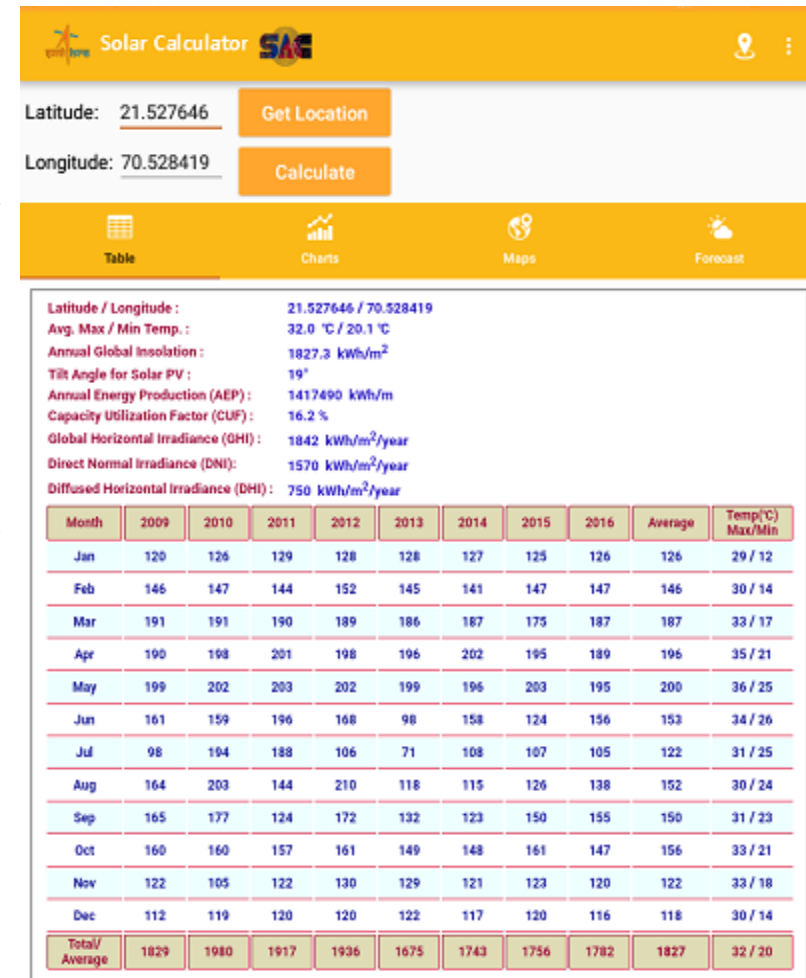 Solar Calculator SAC
Latitude: 21.527646 Get Location
Longitude: 70.528419 Calculate
Table Charts Maps Forecast
Latitude / Longitude : 21.527646 / 70.528419
Avg. Max / Min Temp. : 32.0 °C / 20.1 °C
Annual Global Insolation : 1827.3 kWh/m²
Tilt Angle for Solar PV : 19°
Annual Energy Production (AEP) : 1417490 kWh/m
Capacity Utilization Factor (CUF) : 16.2 %
Global Horizontal Irradiance (GHI) : 1842 kWh/m²/year
Direct Normal Irradiance (DNI): 1570 kWh/m²/year
Diffused Horizontal Irradiance (DHI) : 750 kWh/m²/year
Month 2009 2010 2011 2012 2013 2014 2015 2016 Average Temp(°C) Max/Min
Jan 120 126 129 128 128 127 125 126 126 29 / 12
Feb 146 147 144 152 145 141 147 147 146 30 / 14
Mar 191 191 190 189 186 187 175 187 187 33 / 17
Apr 190 198 201 198 196 202 195 189 196 35 / 21
May 199 202 203 202 199 196 203 195 200 36 / 25
Jun 161 159 196 168 98 158 124 156 153 34 / 26
Jul 98 194 188 106 71 108 107 105 122 31 / 25
Aug 164 203 144 210 118 115 126 138 152 30 / 24
Sep 165 177 124 172 132 123 150 155 150 31 / 23
Oct 160 160 157 161 149 148 161 147 156 33 / 21
Nov 122 105 122 130 129 121 123 120 122 33 / 18
Dec 112 119 120 120 122 117 120 116 118 30 / 14
Total/ Average 1829 1980 1917 1936 1675 1743 1756 1782 1827 32 / 20